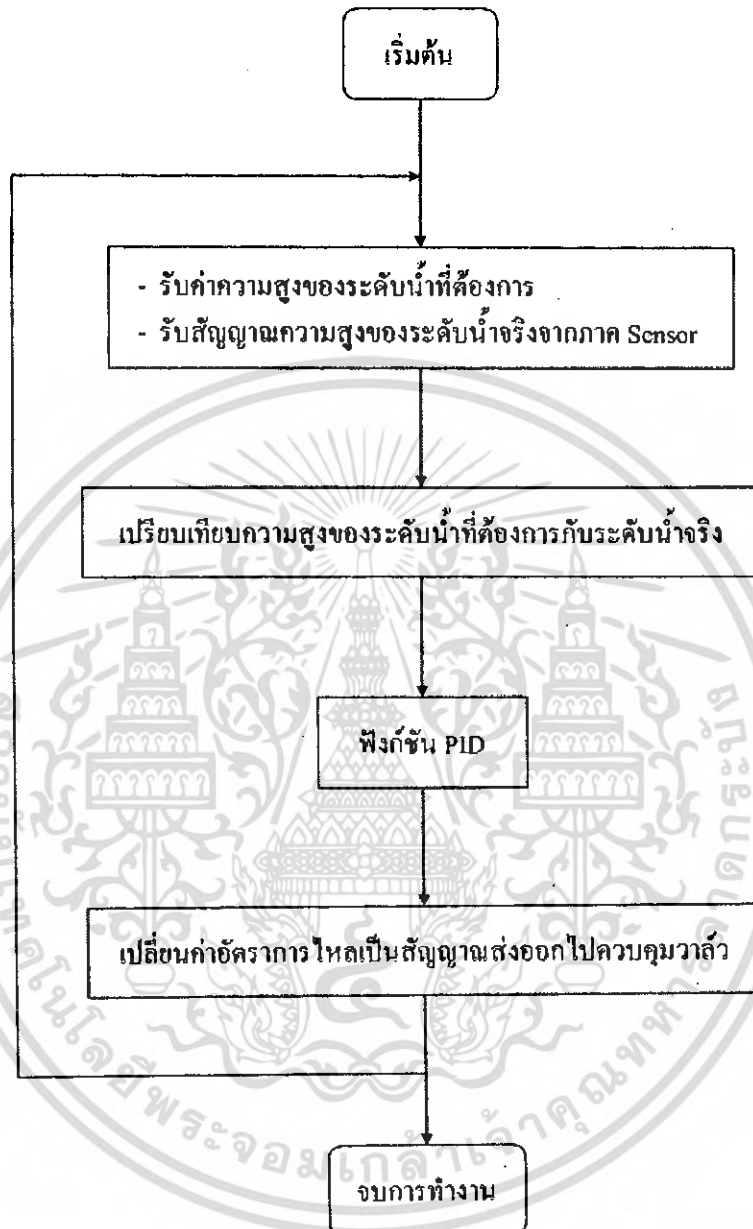 เริ่มต้น
- รับค่าความสูงของระดับน้ำที่ต้องการ
- รับสัญญาณความสูงของระดับน้ำจริงจากภาค Sensor
เปรียบเทียบความสูงของระดับน้ำที่ต้องการกับระดับน้ำจริง
ฟังก์ชัน PID
เปลี่ยนค่าอัตราการไหลเป็นสัญญาณส่งออกไปควบคุมวาล์ว
จบการทำงาน